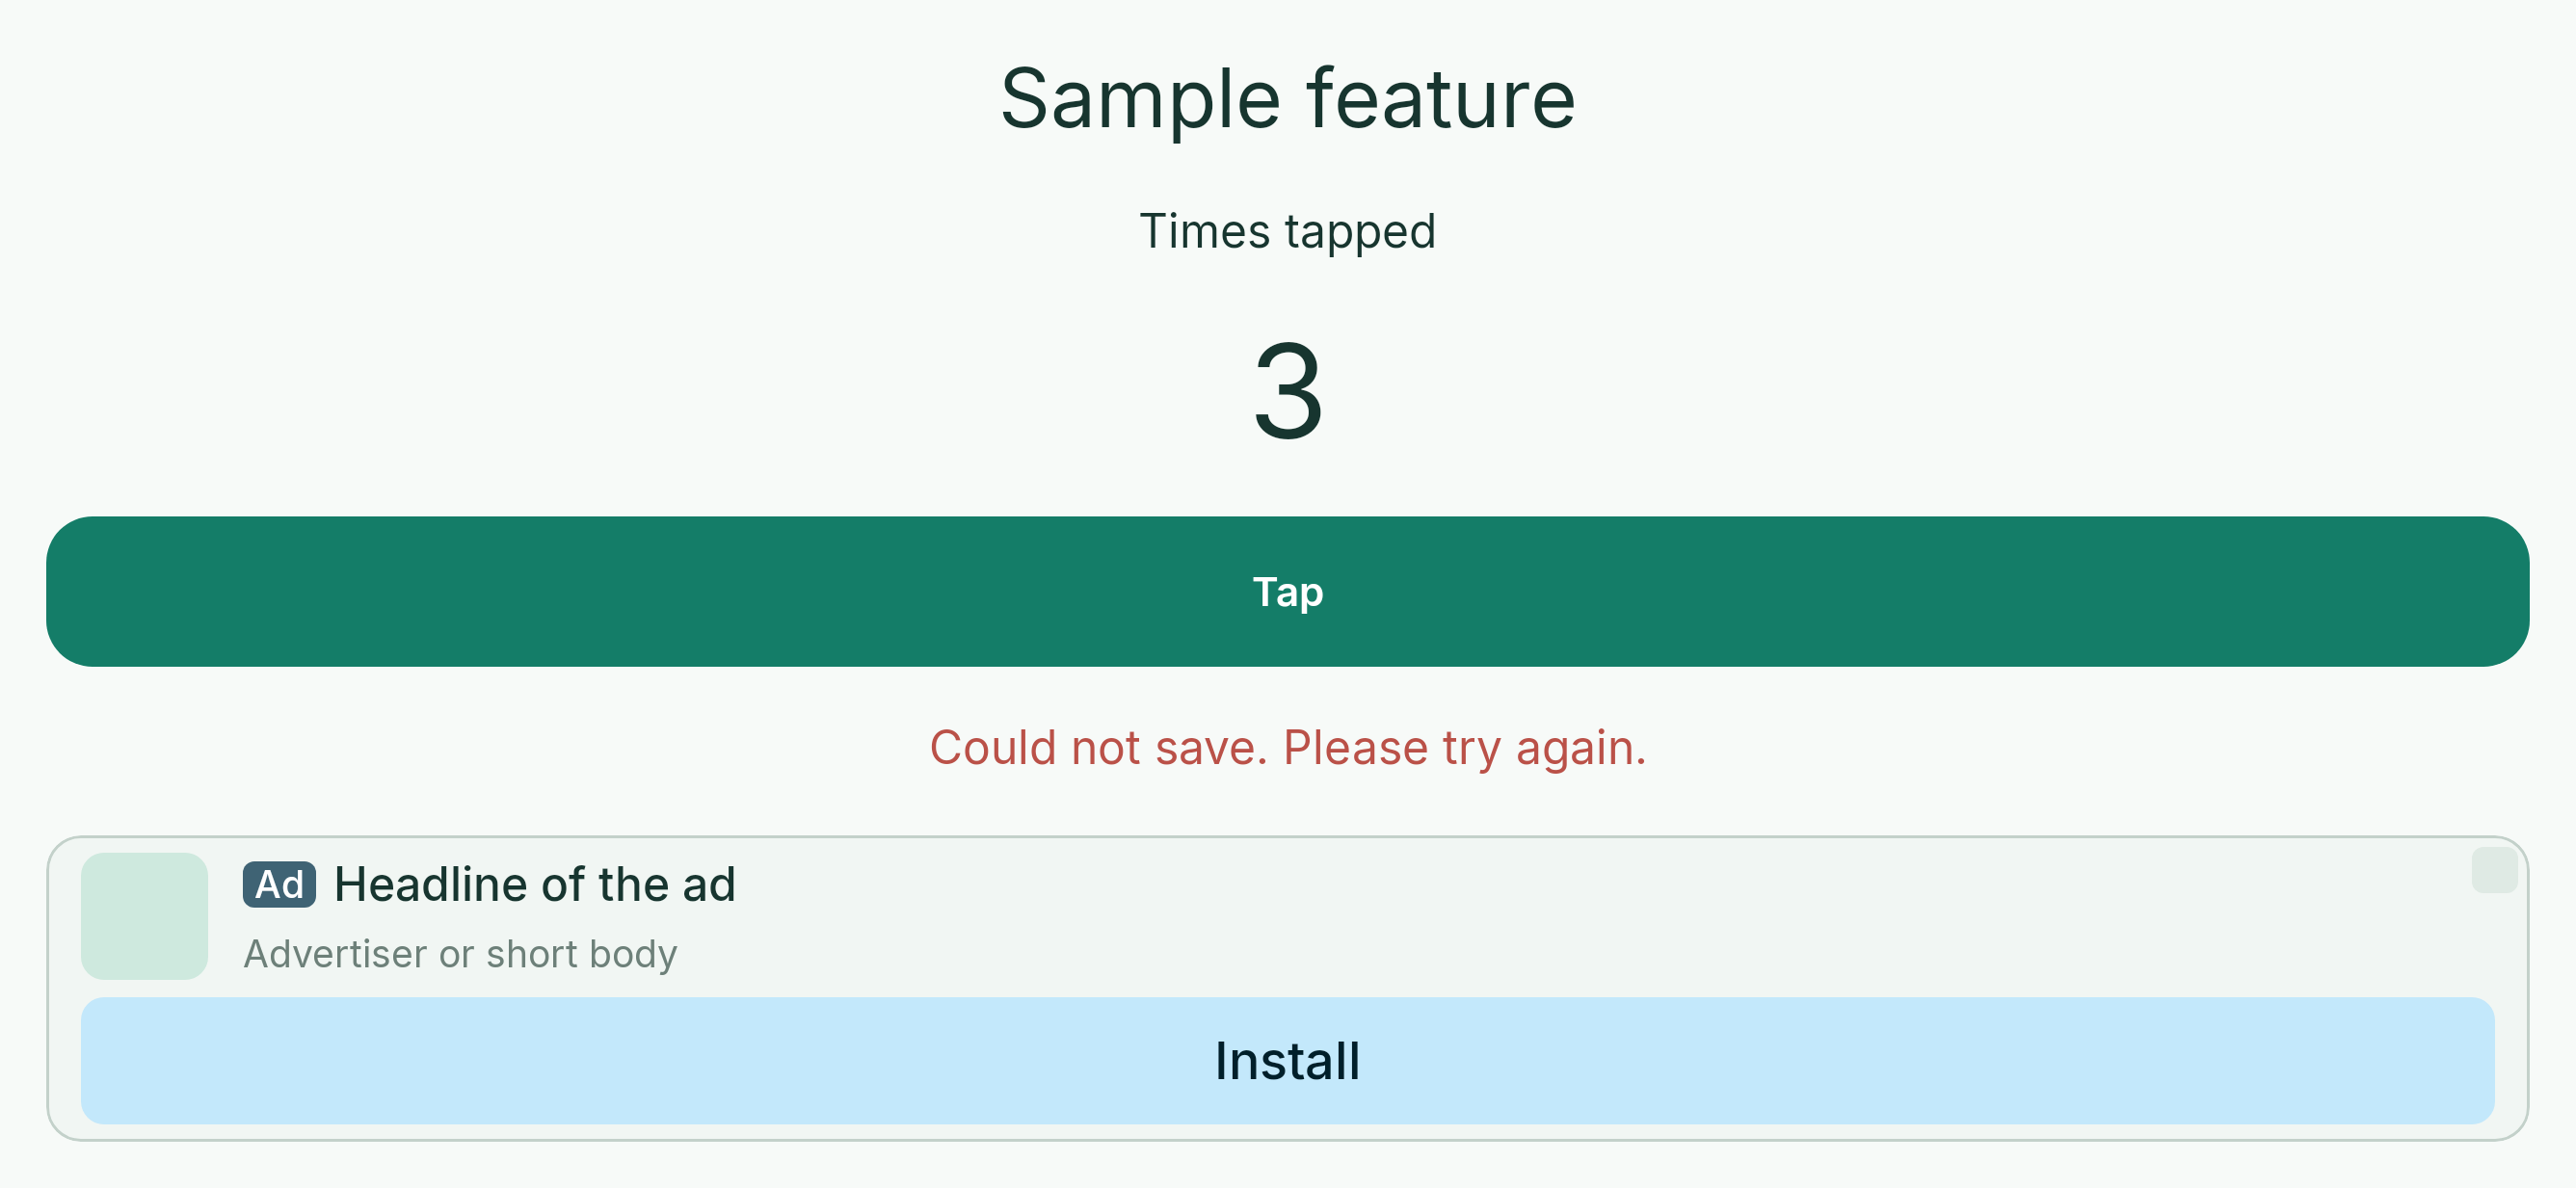 Sample feature
Times tapped
3
Tap
Could not save. Please try again.
Ad Headline of the ad
Advertiser or short body
Install